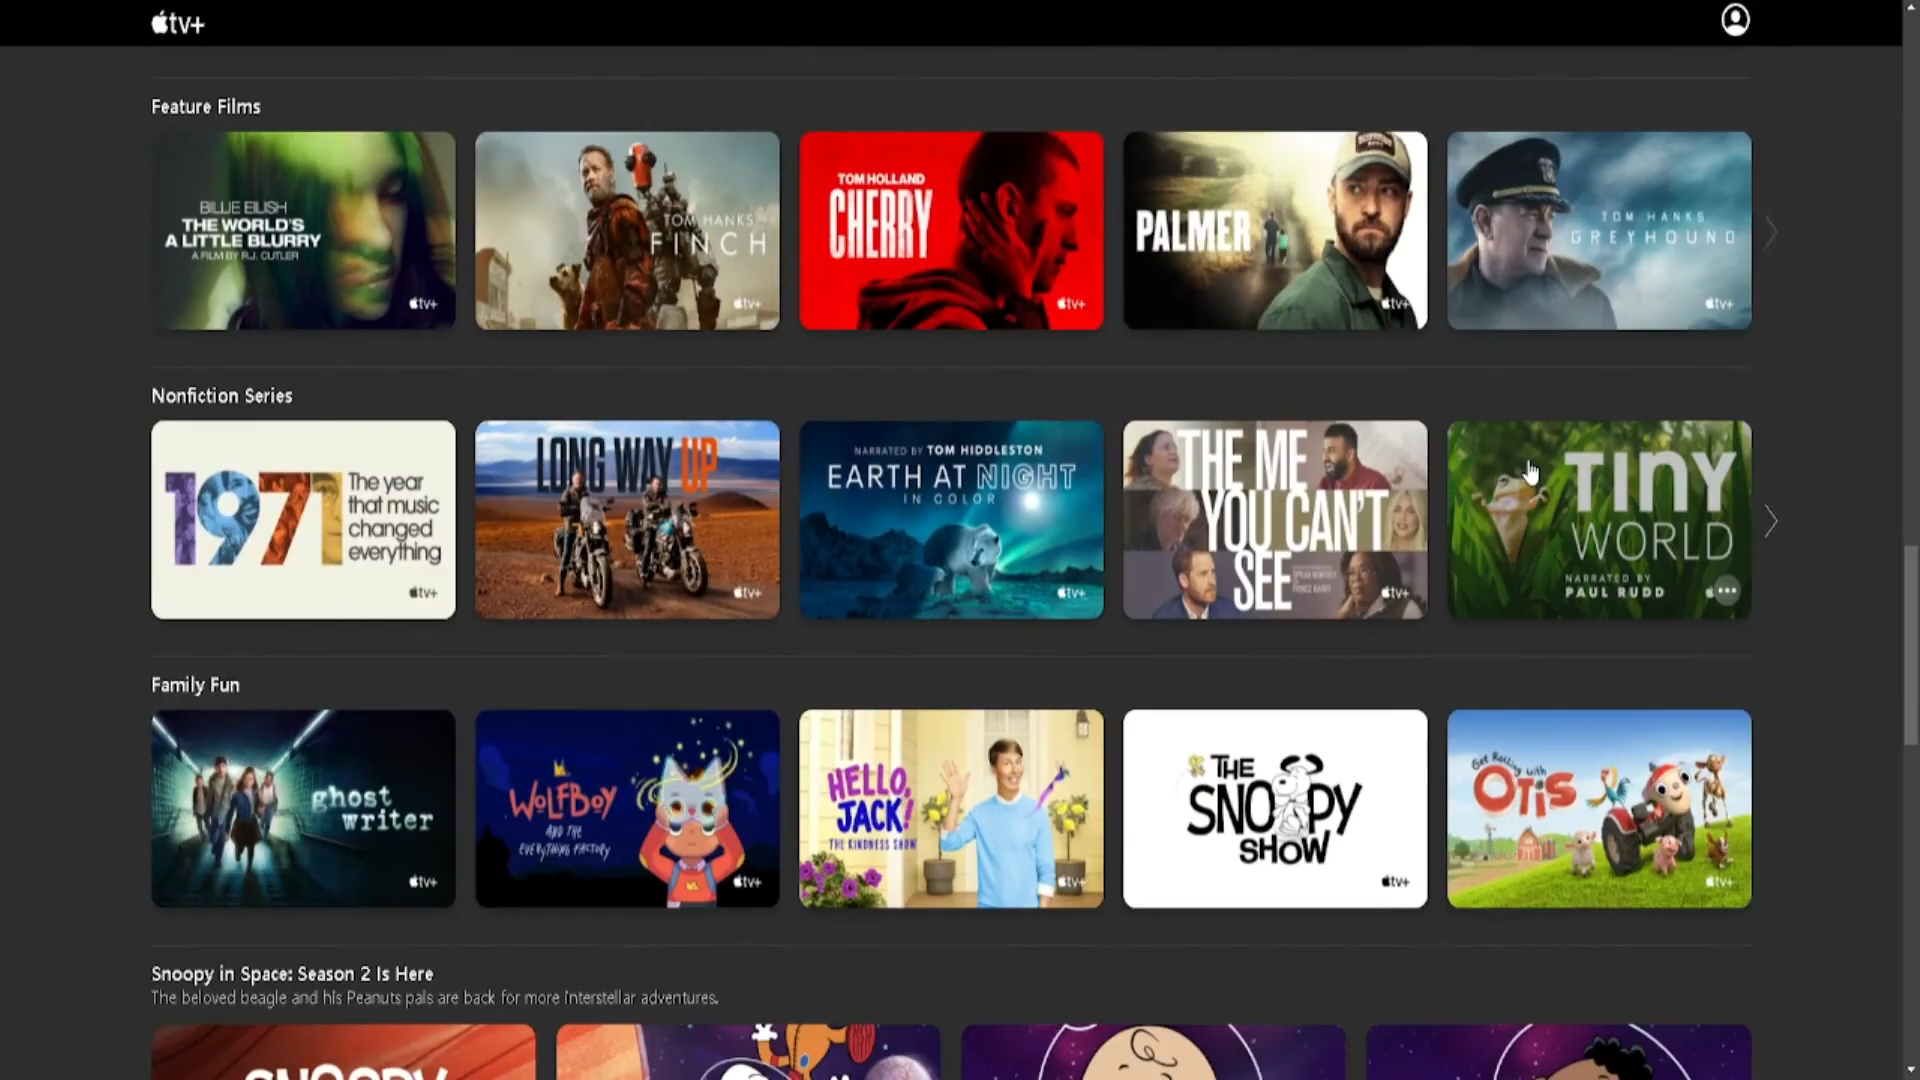 tv+
Feature Films
BILLIE EILISH
THE WORLD'S
A LITTLE BLURRY
A FILM BY R.J. CUTLER
tv+
TOM HANKS
FINCH
tv+
TOM HOLLAND
CHERRY
tv+
PALMER
tv+
TOM HANKS
GREYHOUND
tv+
Nonfiction Series
1971
The year
that music
changed
everything
tv+
LONG WAY UP
tv+
NARRATED BY TOM HIDDLESTON
EARTH AT NIGHT
IN COLOR
tv+
THE ME
YOU CAN'T
SEE
tv+
TINY
WORLD
NARRATED BY
PAUL RUDD
Family Fun
ghost
writer
tv+
WOLFBOY
AND THE
EVERYTHING FACTORY
tv+
HELLO,
JACK!
THE KINDNESS SHOW
tv+
THE
SNOOPY
SHOW
tv+
Get Rolling with
OTIS
tv+
Snoopy in Space: Season 2 Is Here
The beloved beagle and his Peanuts pals are back for more interstellar adventures.
SNOOPY